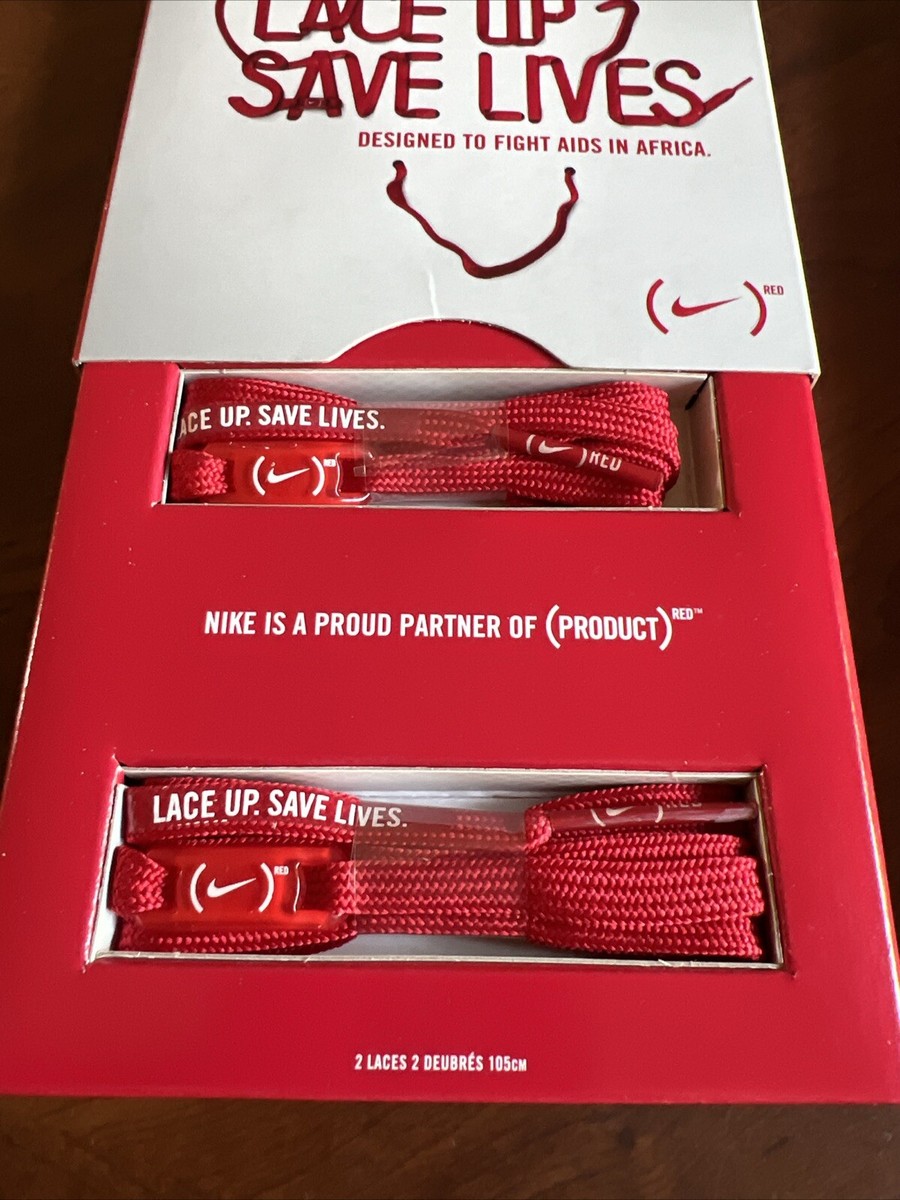 LACE UP
SAVE LIVES
DESIGNED TO FIGHT AIDS IN AFRICA.
( ) RED
ACE UP. SAVE LIVES.
( ) RED
( ) RED
NIKE IS A PROUD PARTNER OF (PRODUCT) RED™
LACE UP. SAVE LIVES.
( ) RED
( ) RED
2 LACES 2 DEUBRÉS 105CM